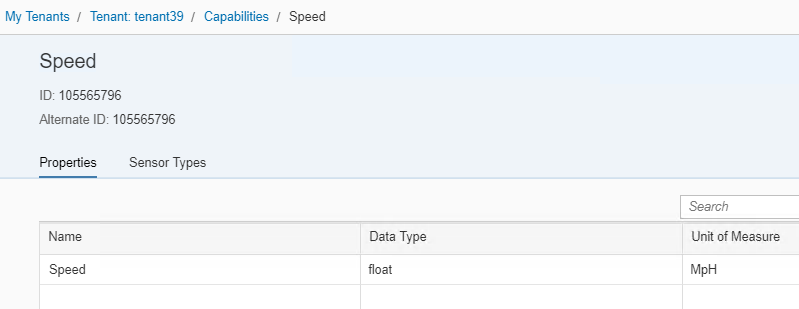 My Tenants / Tenant: tenant39 / Capabilities / Speed
Speed
ID: 105565796
Alternate ID: 105565796
Properties Sensor Types
Search
Name Data Type Unit of Measure
Speed float MpH